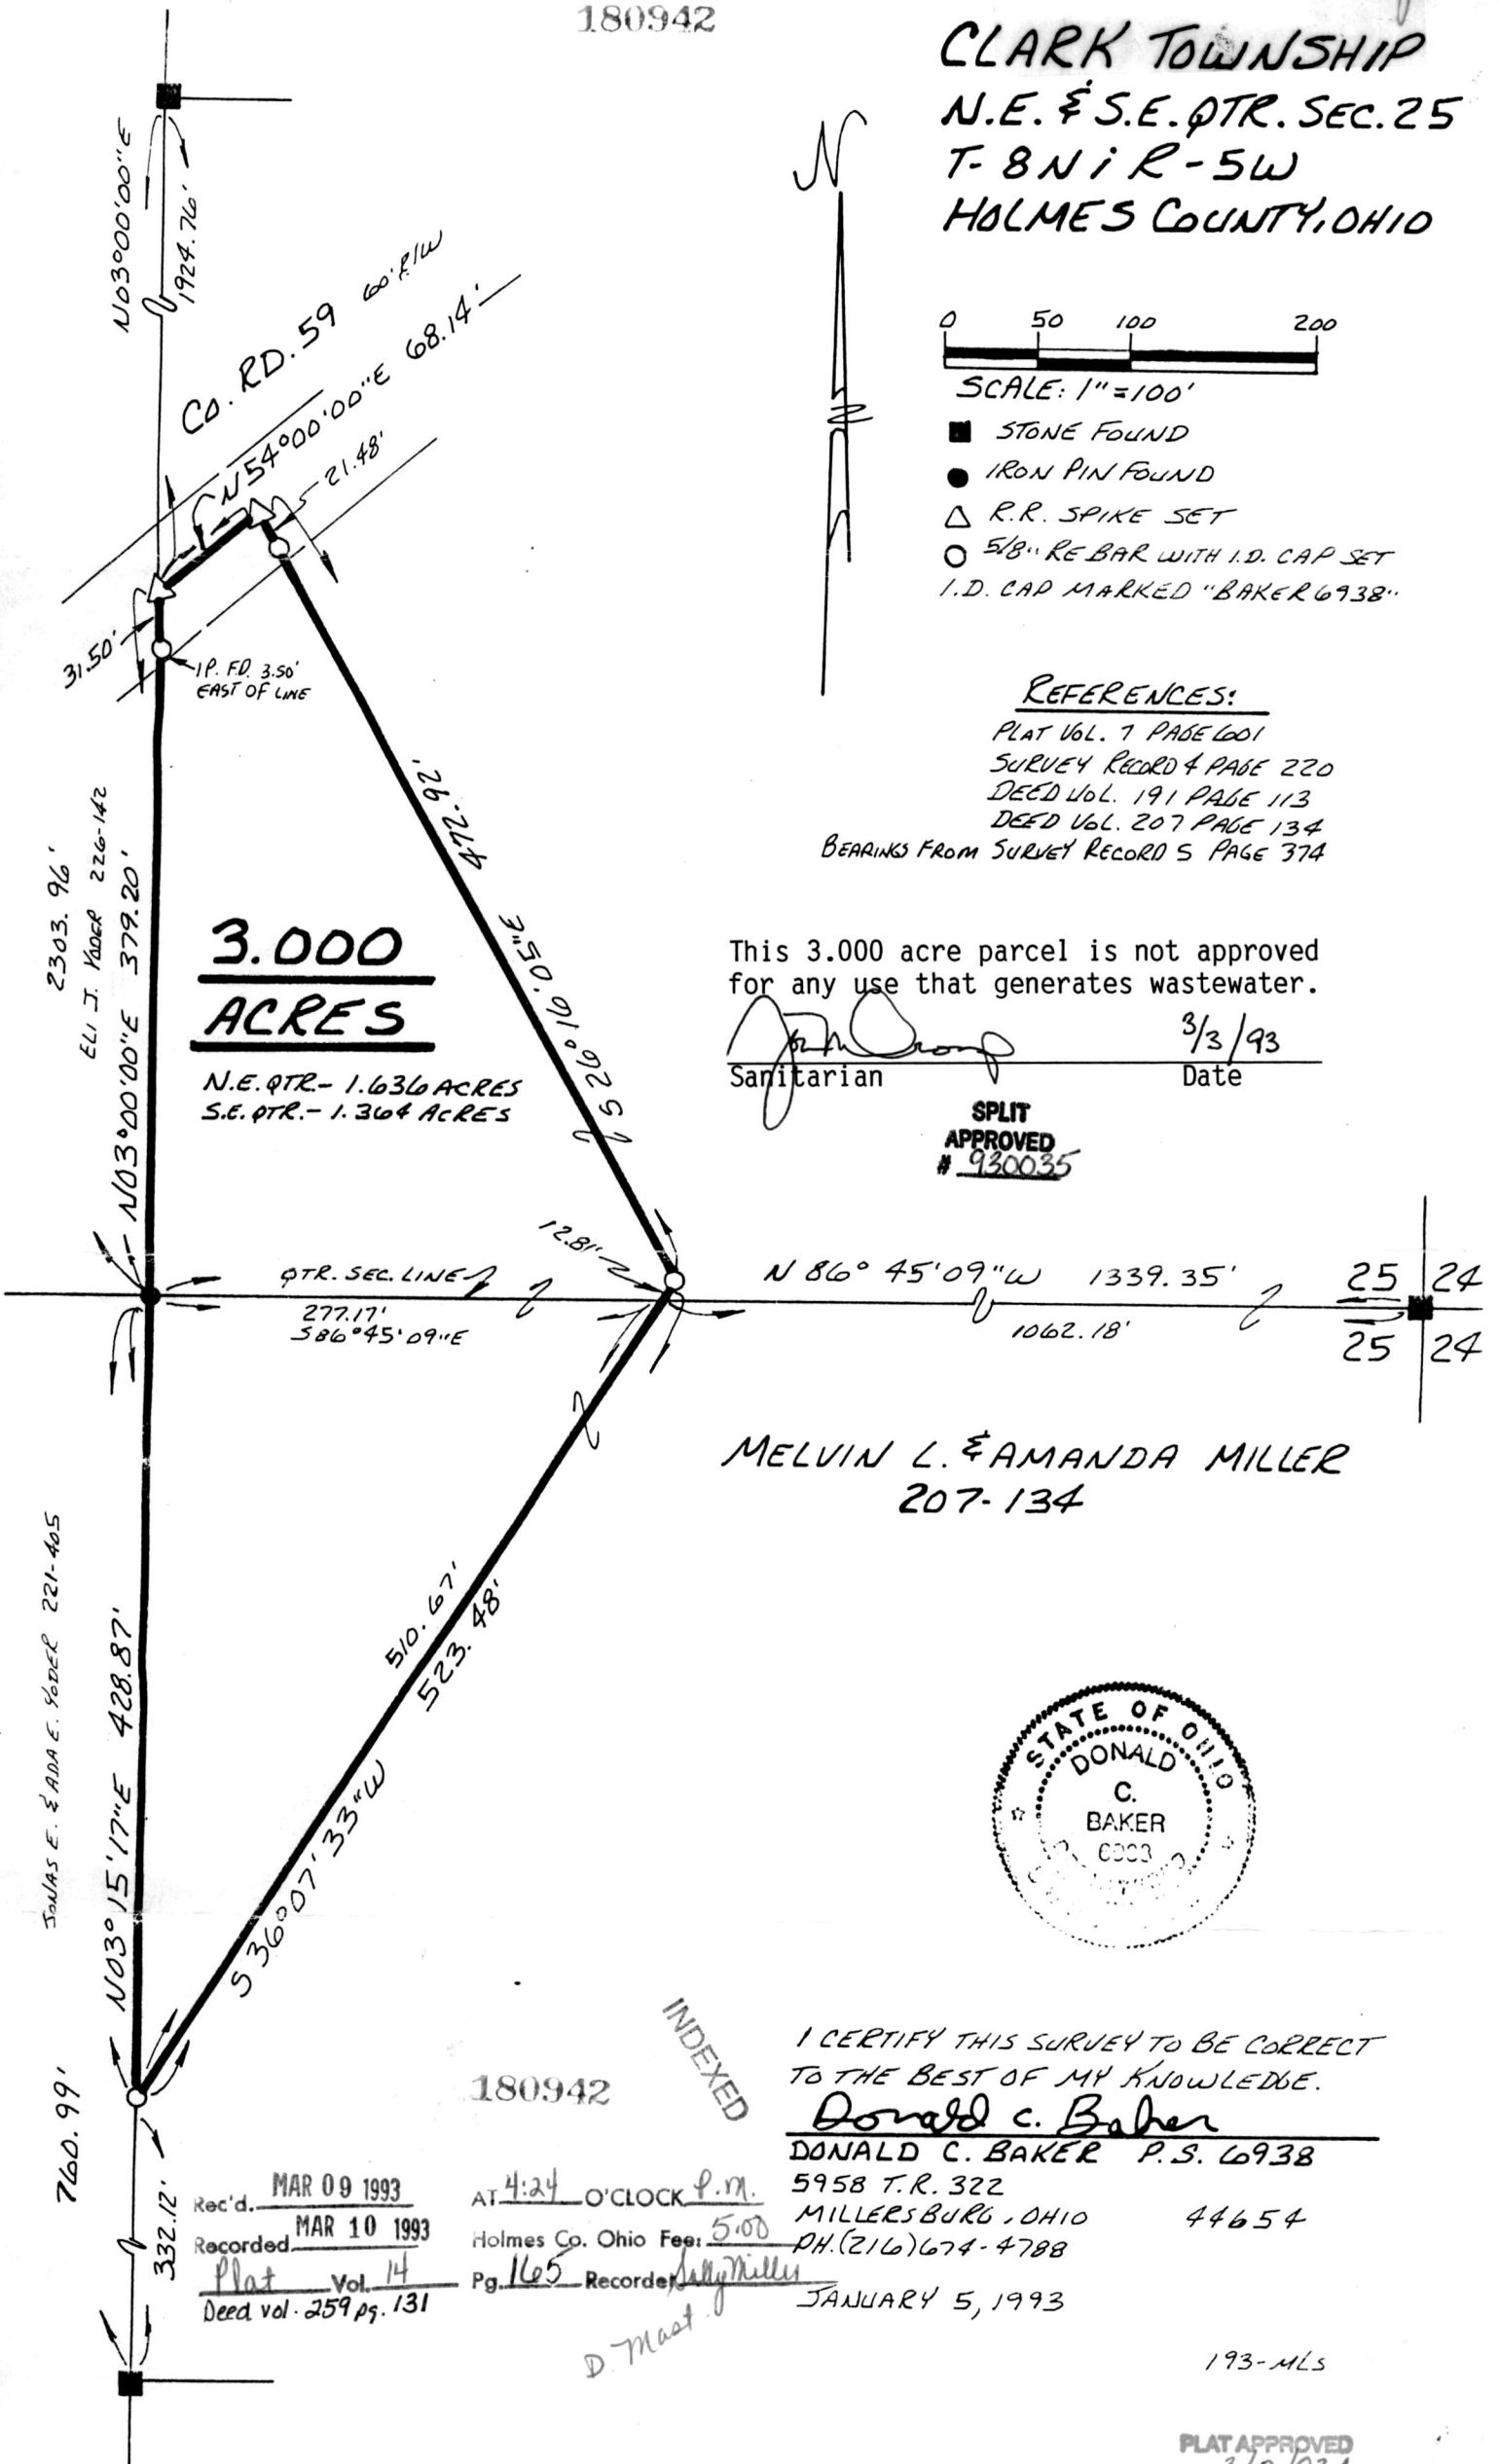 180942
CLARK TOWNSHIP
N.E. & S.E. QTR. SEC. 25
T-8N; R-5W
HOLMES COUNTY, OHIO
N
0 50 100 200
SCALE: 1"=100'
STONE FOUND
IRON PIN FOUND
R.R. SPIKE SET
5/8" REBAR WITH I.D. CAP SET
I.D. CAP MARKED "BAKER 6938"
N03°00'00"E
1924.76'
CO. RD. 59 60' R/W
N54°00'00"E 68.14'
21.48'
31.50'
I.P. FD. 3.50'
EAST OF LINE
REFERENCES:
PLAT VOL. 7 PAGE 601
SURVEY RECORD 4 PAGE 220
DEED VOL. 191 PAGE 113
DEED VOL. 207 PAGE 134
BEARINGS FROM SURVEY RECORD 5 PAGE 374
2303.96'
ELI J. YODER 226-142
N03°00'00"E 379.20'
472.92'
S26°16'05"E
3.000
ACRES
N.E. QTR.- 1.636 ACRES
S.E. QTR.- 1.364 ACRES
This 3.000 acre parcel is not approved
for any use that generates wastewater.
3/3/93
Sanitarian Date
SPLIT
APPROVED
# 930035
12.81'
QTR. SEC. LINE
277.17'
S86°45'09"E
N 86° 45'09"W 1339.35'
1062.18'
25 24
25 24
MELVIN L. & AMANDA MILLER
207-134
JONAS E. & ADA E. YODER 221-405
N03°15'17"E 428.87'
510.67'
523.48'
S 36°07'33"W
STATE OF OHIO
DONALD
C.
BAKER
760.99'
332.12'
INDEXED
180942
I CERTIFY THIS SURVEY TO BE CORRECT
TO THE BEST OF MY KNOWLEDGE.
Donald C. Baker
DONALD C. BAKER P.S. 6938
5958 T.R. 322
MILLERSBURG, OHIO 44654
PH. (216) 674-4788
JANUARY 5, 1993
Rec'd. MAR 09 1993 AT 4:24 O'CLOCK P.M.
Recorded MAR 10 1993 Holmes Co. Ohio Fee: 5.00
Plat Vol. 14 Pg. 165 Recorder Sally Miller
Deed vol. 259 pg. 131
D. Mast
193-MLS
PLAT APPROVED